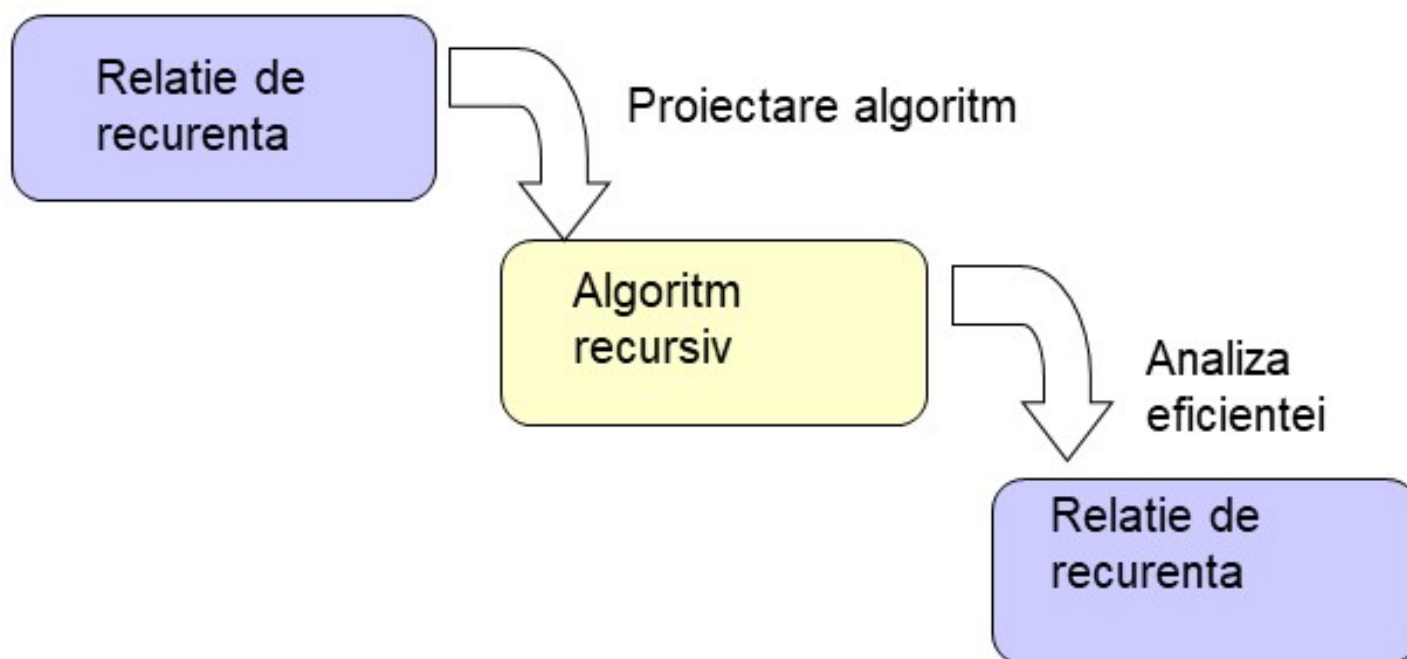 Relatie de
recurenta
Proiectare algoritm
Algoritm
recursiv
Analiza
eficientei
Relatie de
recurenta